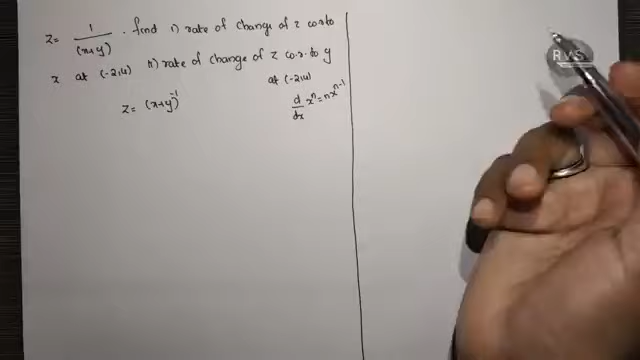 z = 1/(x+y) . find i) rate of change of z w.r.to
x at (-2,4) ii) rate of change of z w.r.to y
at (-2,4)
z = (x+y)^-1
d/dx x^n = n x^n-1
RVS